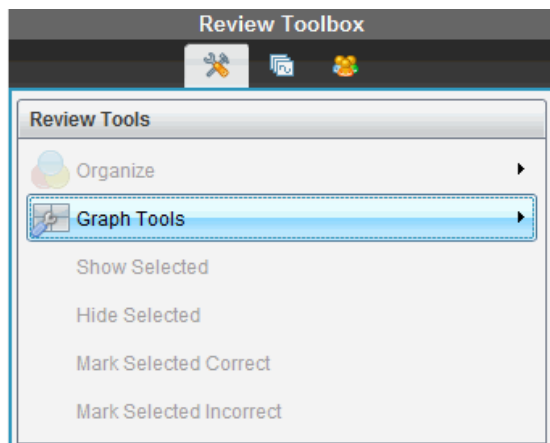 Review Toolbox
Review Tools
Organize
Graph Tools
Show Selected
Hide Selected
Mark Selected Correct
Mark Selected Incorrect